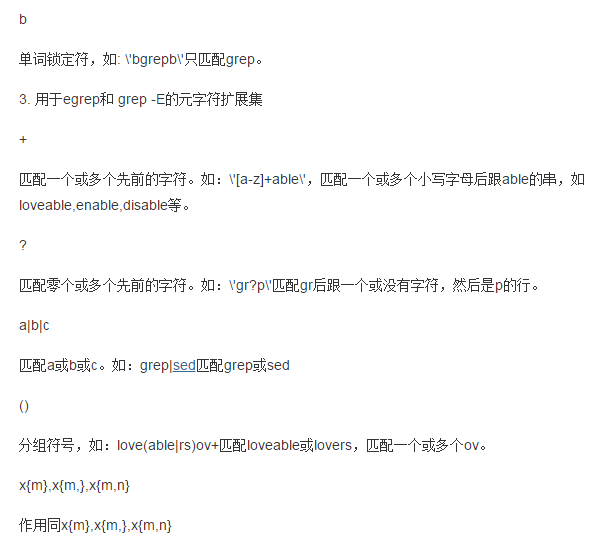 b
单词锁定符，如: \'bgrepb\'只匹配grep。
3. 用于egrep和 grep -E的元字符扩展集
+
匹配一个或多个先前的字符。如：\'[a-z]+able\'，匹配一个或多个小写字母后跟able的串，如
loveable,enable,disable等。
?
匹配零个或多个先前的字符。如：\'gr?p\'匹配gr后跟一个或没有字符，然后是p的行。
a|b|c
匹配a或b或c。如：grep|sed匹配grep或sed
()
分组符号，如：love(able|rs)ov+匹配loveable或lovers，匹配一个或多个ov。
x{m},x{m,},x{m,n}
作用同x{m},x{m,},x{m,n}